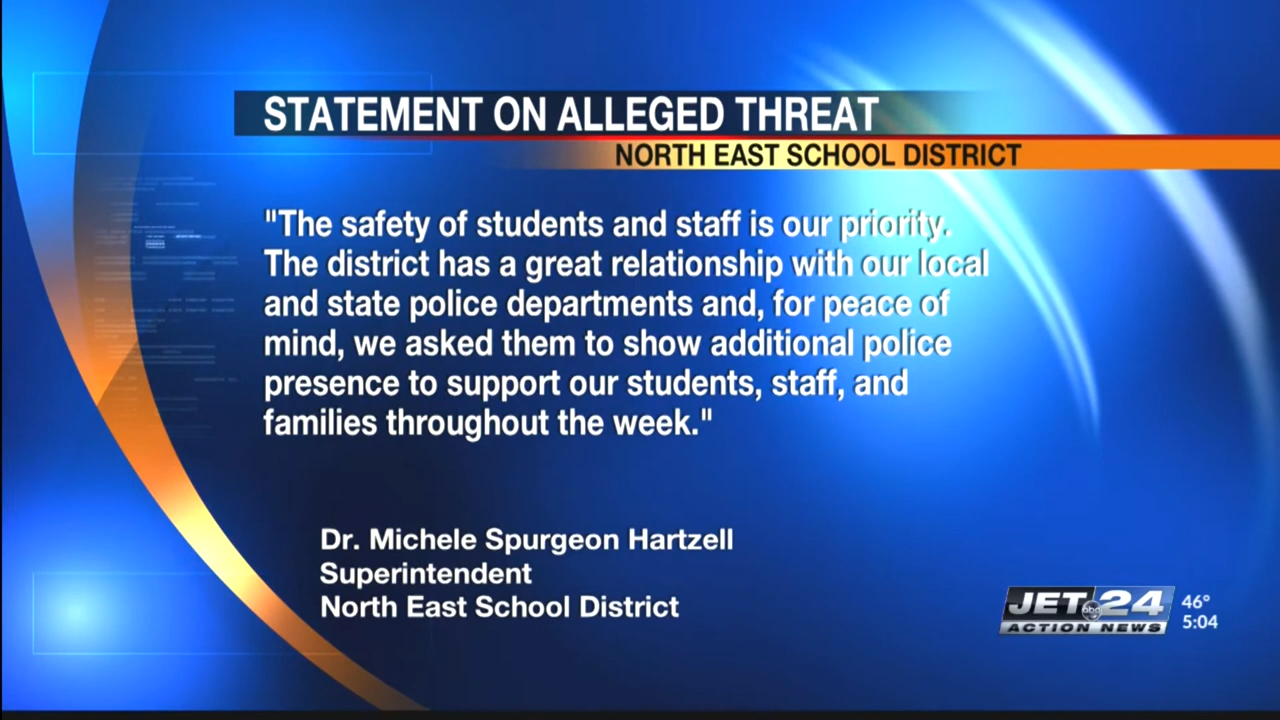 STATEMENT ON ALLEGED THREAT
NORTH EAST SCHOOL DISTRICT
"The safety of students and staff is our priority.
The district has a great relationship with our local
and state police departments and, for peace of
mind, we asked them to show additional police
presence to support our students, staff, and
families throughout the week."
Dr. Michele Spurgeon Hartzell
Superintendent
North East School District
JET abc 24
ACTION NEWS
46°
5:04